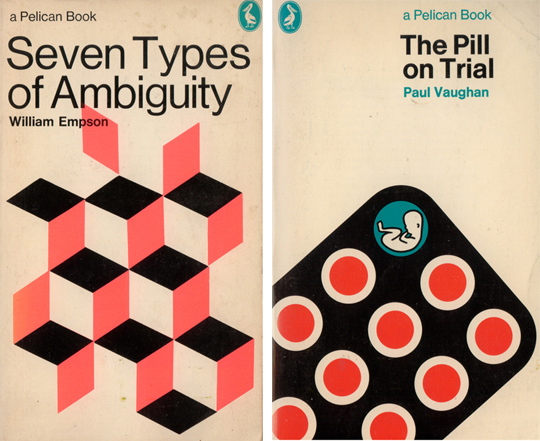 a Pelican Book
Seven Types
of Ambiguity
William Empson
a Pelican Book
The Pill
on Trial
Paul Vaughan